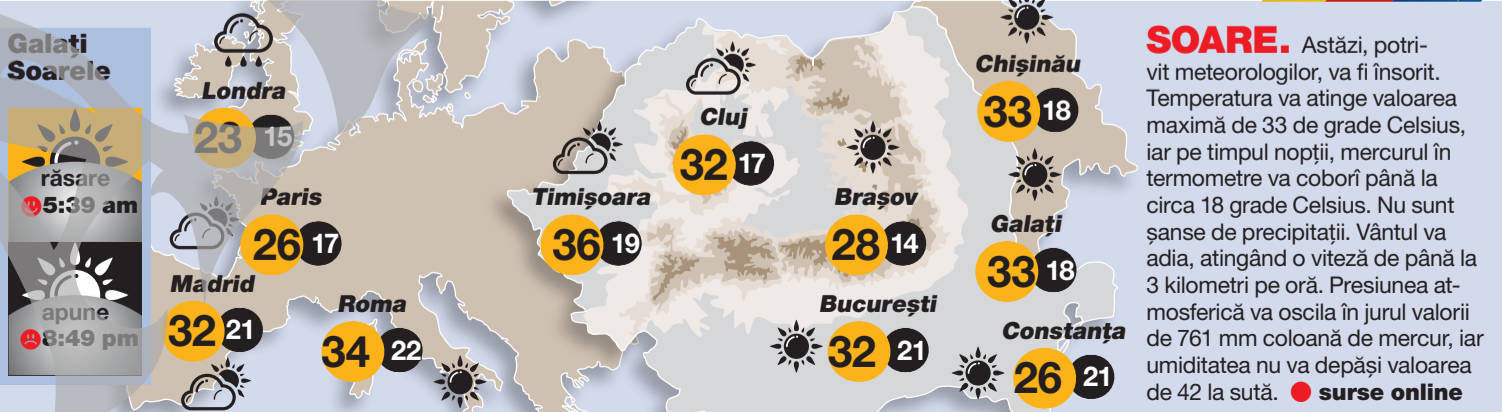 Galați
Soarele
răsare
5:39 am
apune
8:49 pm
Londra
23 15
Paris
26 17
Madrid
32 21
Roma
34 22
Timișoara
36 19
Cluj
32 17
Brașov
28 14
București
32 21
Chișinău
33 18
Galați
33 18
Constanța
26 21
SOARE. Astăzi, potri-
vit meteorologilor, va fi însorit.
Temperatura va atinge valoarea
maximă de 33 de grade Celsius,
iar pe timpul nopții, mercurul în
termometre va coborî până la
circa 18 grade Celsius. Nu sunt
șanse de precipitații. Vântul va
adia, atingând o viteză de până la
3 kilometri pe oră. Presiunea at-
mosferică va oscila în jurul valorii
de 761 mm coloană de mercur, iar
umiditatea nu va depăși valoarea
de 42 la sută. surse online